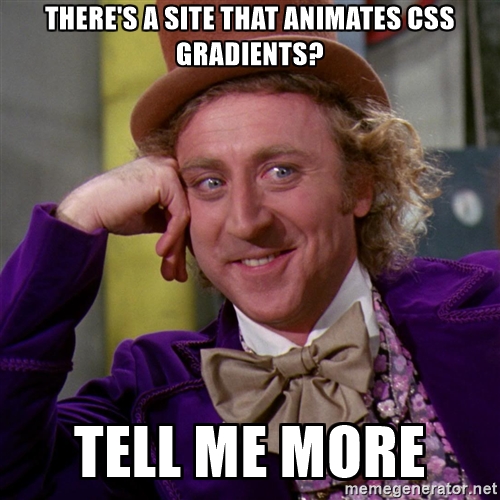 THERE'S A SITE THAT ANIMATES CSS
GRADIENTS?
TELL ME MORE
memegenerator.net